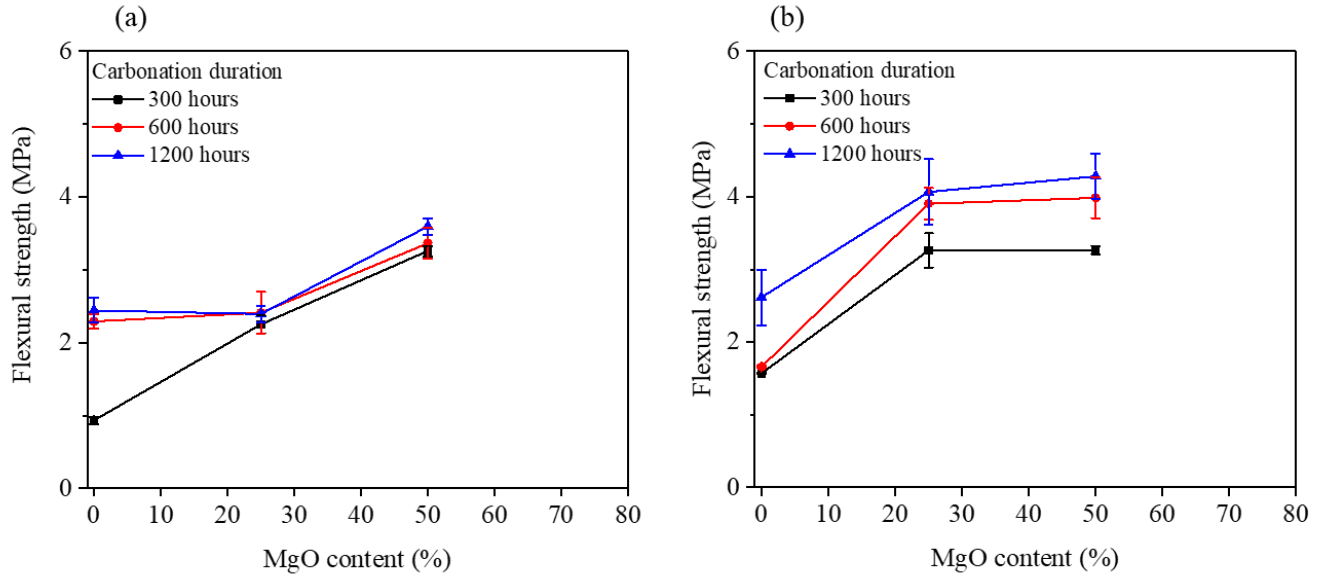 (a)
6
4
2
0
Flexural strength (MPa)
Carbonation duration
300 hours
600 hours
1200 hours
0 10 20 30 40 50 60 70 80
MgO content (%)
(b)
6
4
2
0
Flexural strength (MPa)
Carbonation duration
300 hours
600 hours
1200 hours
0 10 20 30 40 50 60 70 80
MgO content (%)